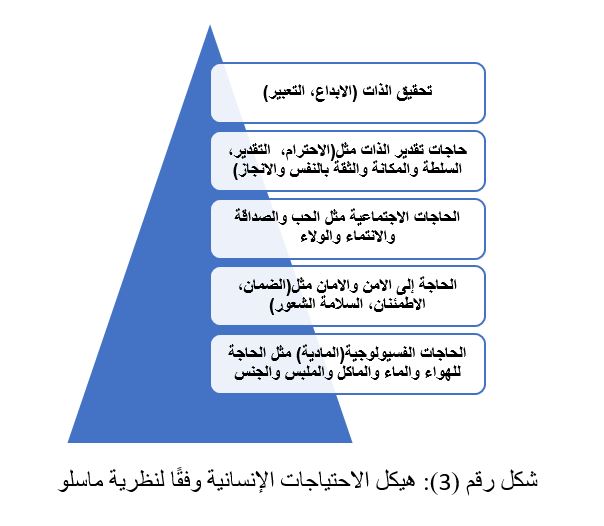 تحقيق الذات (الابداع، التعبير)
حاجات تقدير الذات مثل(الاحترام، التقدير،
السلطة والمكانة والثقة بالنفس والانجاز)
الحاجات الاجتماعية مثل الحب والصداقة
والانتماء والولاء
الحاجة إلى الامن والامان مثل(الضمان،
الاطمئنان، السلامة الشعور)
الحاجات الفسيولوجية(المادية) مثل الحاجة
للهواء والماء والماكل والملبس والجنس
شكل رقم (3): هيكل الاحتياجات الإنسانية وفقًا لنظرية ماسلو